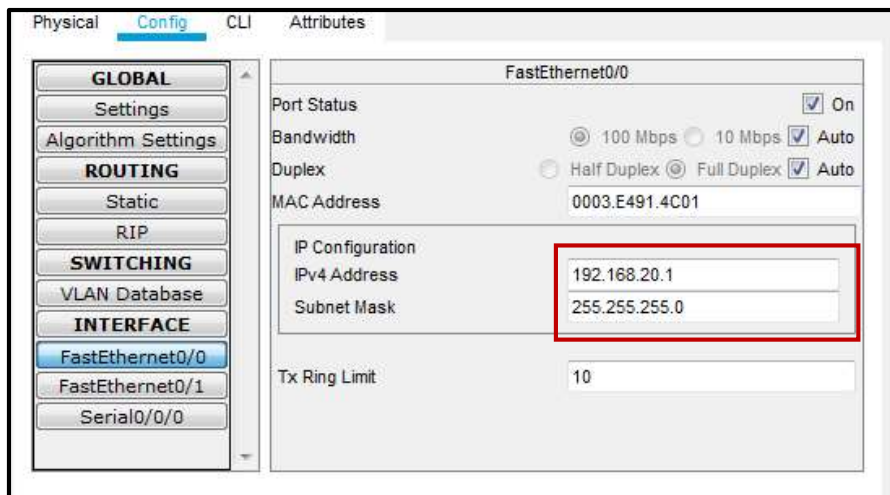 Physical Config CLI Attributes
GLOBAL
Settings
Algorithm Settings
ROUTING
Static
RIP
SWITCHING
VLAN Database
INTERFACE
FastEthernet0/0
FastEthernet0/1
Serial0/0/0
FastEthernet0/0
Port Status On
Bandwidth 100 Mbps 10 Mbps Auto
Duplex Half Duplex Full Duplex Auto
MAC Address 0003.E491.4C01
IP Configuration
IPv4 Address 192.168.20.1
Subnet Mask 255.255.255.0
Tx Ring Limit 10